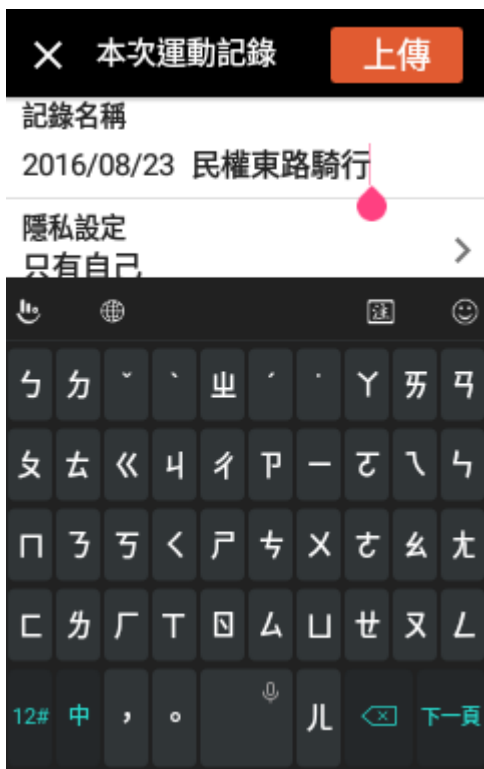 本次運動記錄 上傳
記錄名稱
2016/08/23 民權東路騎行
隱私設定
只有自己
注
ㄅ ㄉ ˇ ˋ ㄓ ˊ ˙ ㄚ ㄞ ㄢ
ㄆ ㄊ ㄍ ㄐ ㄔ ㄗ ㄧ ㄛ ㄟ ㄣ
ㄇ ㄋ ㄎ ㄑ ㄕ ㄘ ㄨ ㄜ ㄠ ㄤ
ㄈ ㄌ ㄏ ㄒ ㄖ ㄙ ㄩ ㄝ ㄡ ㄥ
12# 中 , 。 ㄦ 下一頁